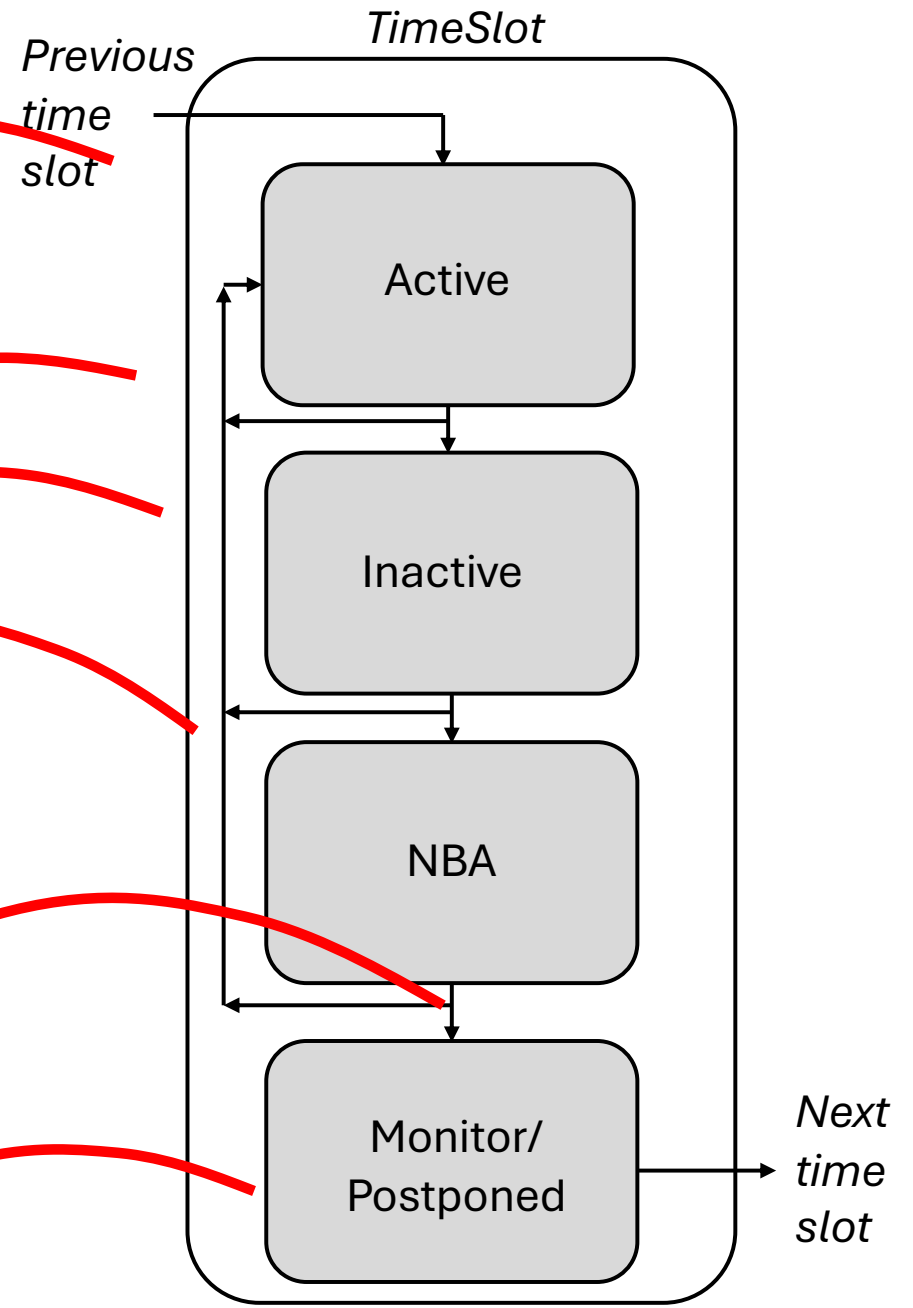 TimeSlot
Previous
time
slot
Active
Inactive
NBA
Monitor/
Postponed
Next
time
slot